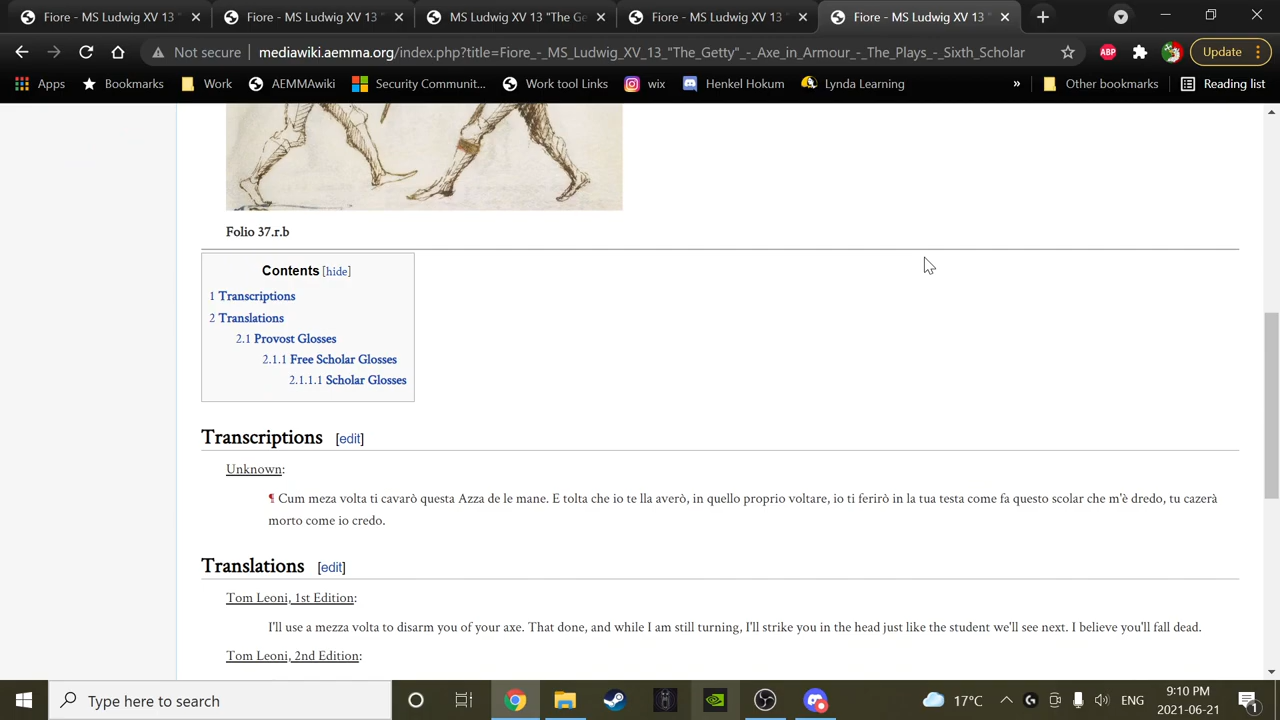 Fiore - MS Ludwig XV 13 "
Fiore - MS Ludwig XV 13 "
MS Ludwig XV 13 "The Ge
Fiore - MS Ludwig XV 13 "
Fiore - MS Ludwig XV 13 "
Not secure mediawiki.aemma.org/index.php?title=Fiore_-_MS_Ludwig_XV_13_"The_Getty"_-_Axe_in_Armour_-_The_Plays_-_Sixth_Scholar ABP Update
Apps Bookmarks Work AEMMAwiki Security Communit... Work tool Links wix Henkel Hokum Lynda Learning » Other bookmarks Reading list
Folio 37.r.b
Contents [hide]
1 Transcriptions
2 Translations
2.1 Provost Glosses
2.1.1 Free Scholar Glosses
2.1.1.1 Scholar Glosses
Transcriptions [edit]
Unknown:
¶ Cum meza volta ti cavarò questa Azza de le mane. E tolta che io te lla averò, in quello proprio voltare, io ti ferirò in la tua testa come fa questo scolar che m'è dredo, tu cazerà
morto come io credo.
Translations [edit]
Tom Leoni, 1st Edition:
I'll use a mezza volta to disarm you of your axe. That done, and while I am still turning, I'll strike you in the head just like the student we'll see next. I believe you'll fall dead.
Tom Leoni, 2nd Edition:
Type here to search
17°C
ENG
9:10 PM
2021-06-21
1